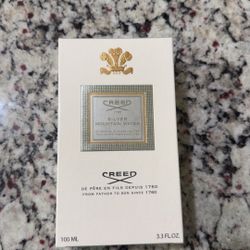 CREED
SILVER
MOUNTAIN WATER
CREED
DE PÈRE EN FILS DEPUIS 1760
FROM FATHER TO SON SINCE 1760
100 ML
3.3 FL.OZ.